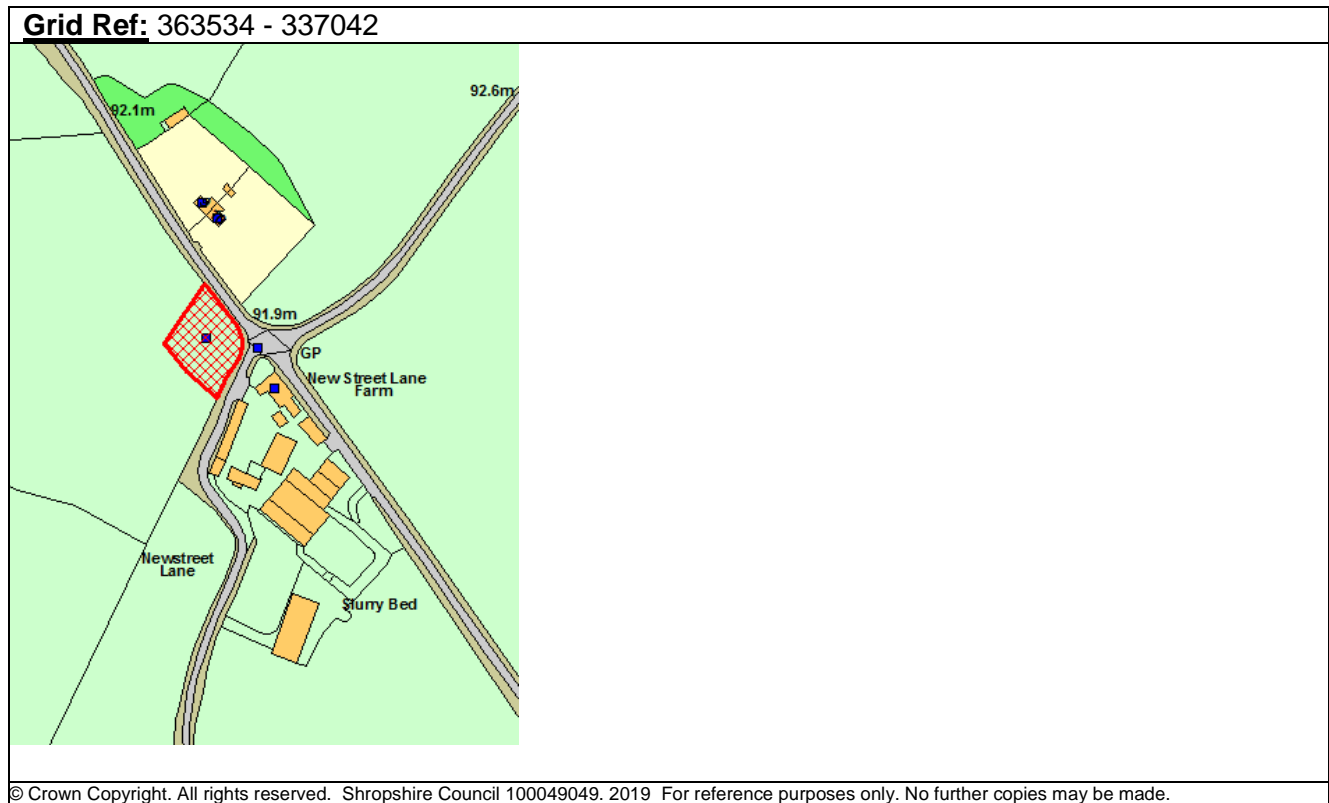 Grid Ref: 363534 - 337042
92.6m
92.1m
91.9m
GP
New Street Lane
Farm
Newstreet
Lane
Slurry Bed
© Crown Copyright. All rights reserved. Shropshire Council 100049049. 2019 For reference purposes only. No further copies may be made.